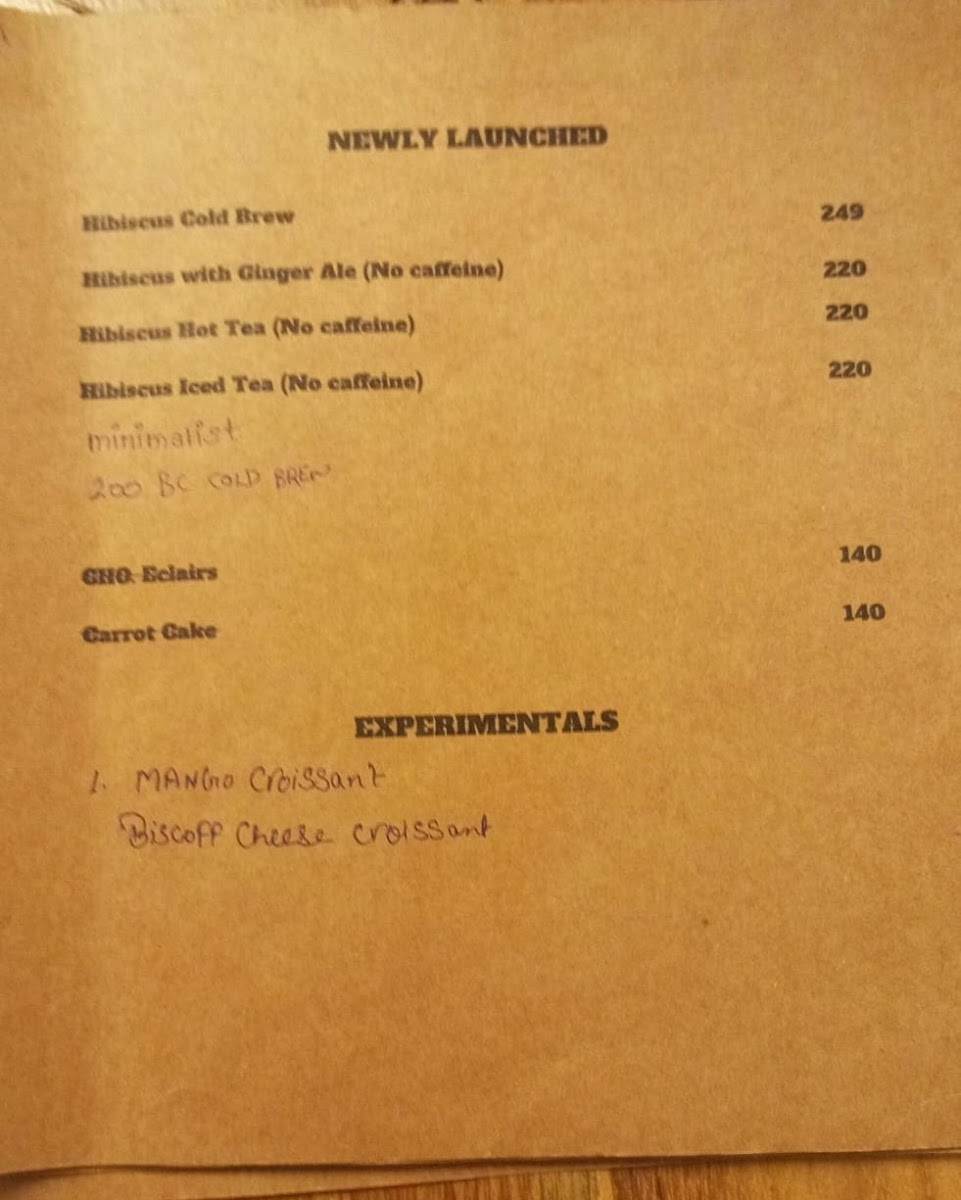 NEWLY LAUNCHED
Hibiscus Cold Brew 249
Hibiscus with Ginger Ale (No caffeine) 220
Hibiscus Hot Tea (No caffeine) 220
Hibiscus Iced Tea (No caffeine) 220
minimalist
200 BC COLD BREW
GHO. Eclairs 140
Carrot Cake 140
EXPERIMENTALS
1. MANGO Croissant
Biscoff Cheese croissant